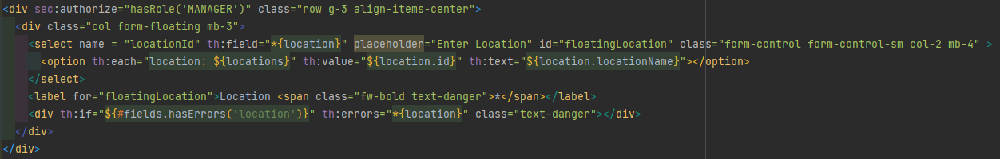 <div sec:authorize="hasRole('MANAGER')" class="row g-3 align-items-center">
<div class="col form-floating mb-3">
<select name = "locationId" th:field="*{location}" placeholder="Enter Location" id="floatingLocation" class="form-control form-control-sm col-2 mb-4" >
<option th:each="location: ${locations}" th:value="${location.id}" th:text="${location.locationName}"></option>
</select>
<label for="floatingLocation">Location <span class="fw-bold text-danger">*</span></label>
<div th:if="${#fields.hasErrors('location')}" th:errors="*{location}" class="text-danger"></div>
</div>
</div>